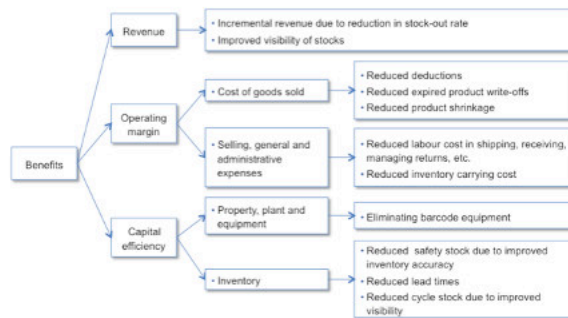 Revenue
• Incremental revenue due to reduction in stock-out rate
• Improved visibility of stocks
Benefits
Operating
margin
• Cost of goods sold
• Reduced deductions
• Reduced expired product write-offs
• Reduced product shrinkage
• Selling, general and
administrative
expenses
• Reduced labour cost in shipping, receiving,
managing returns, etc.
• Reduced inventory carrying cost
Capital
efficiency
• Property, plant and
equipment
• Eliminating barcode equipment
• Inventory
• Reduced safety stock due to improved
inventory accuracy
• Reduced lead times
• Reduced cycle stock due to improved
visibility